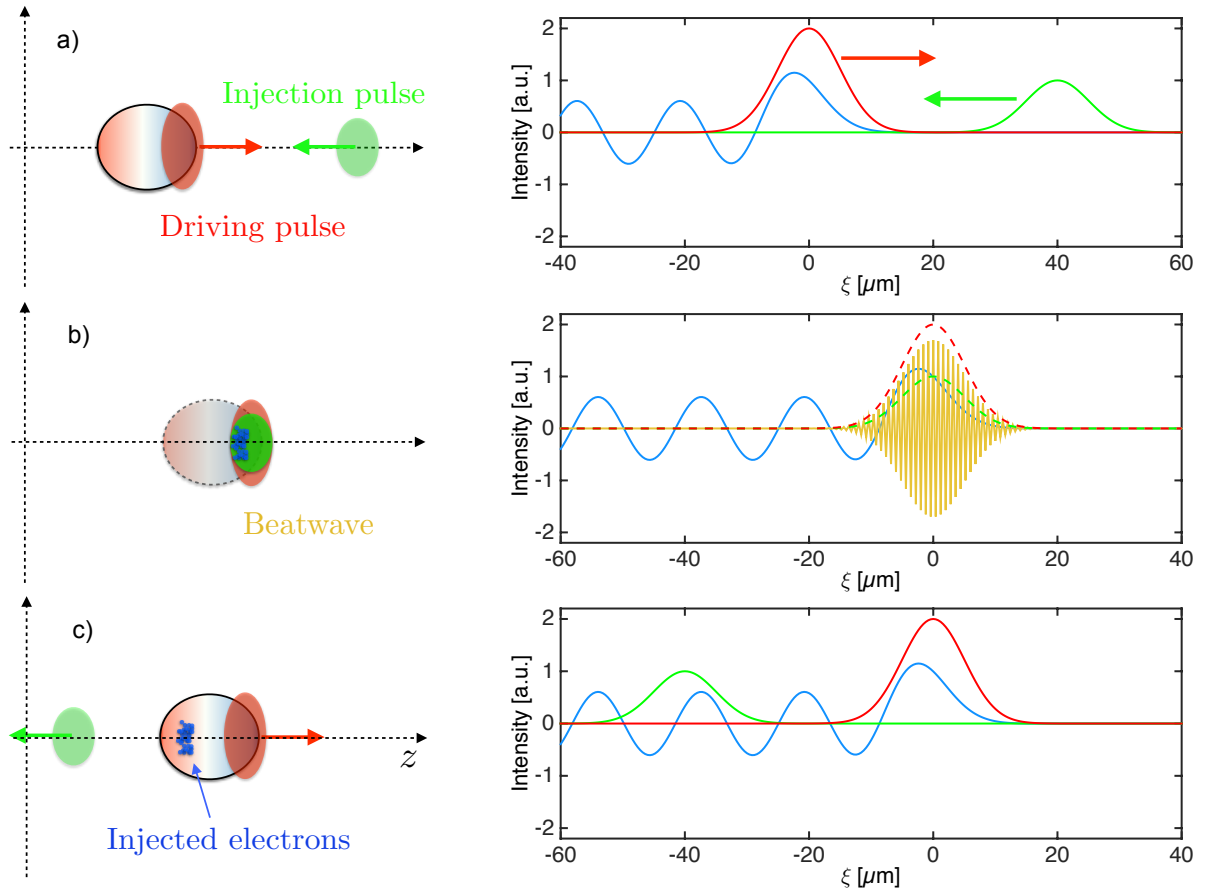 a)
Injection pulse
Driving pulse
Intensity [a.u.]
2
1
0
-1
-2
-40 -20 0 20 40 60
ξ [µm]
b)
Beatwave
Intensity [a.u.]
2
1
0
-1
-2
-60 -40 -20 0 20 40
ξ [µm]
c)
z
Injected electrons
Intensity [a.u.]
2
1
0
-1
-2
-60 -40 -20 0 20 40
ξ [µm]